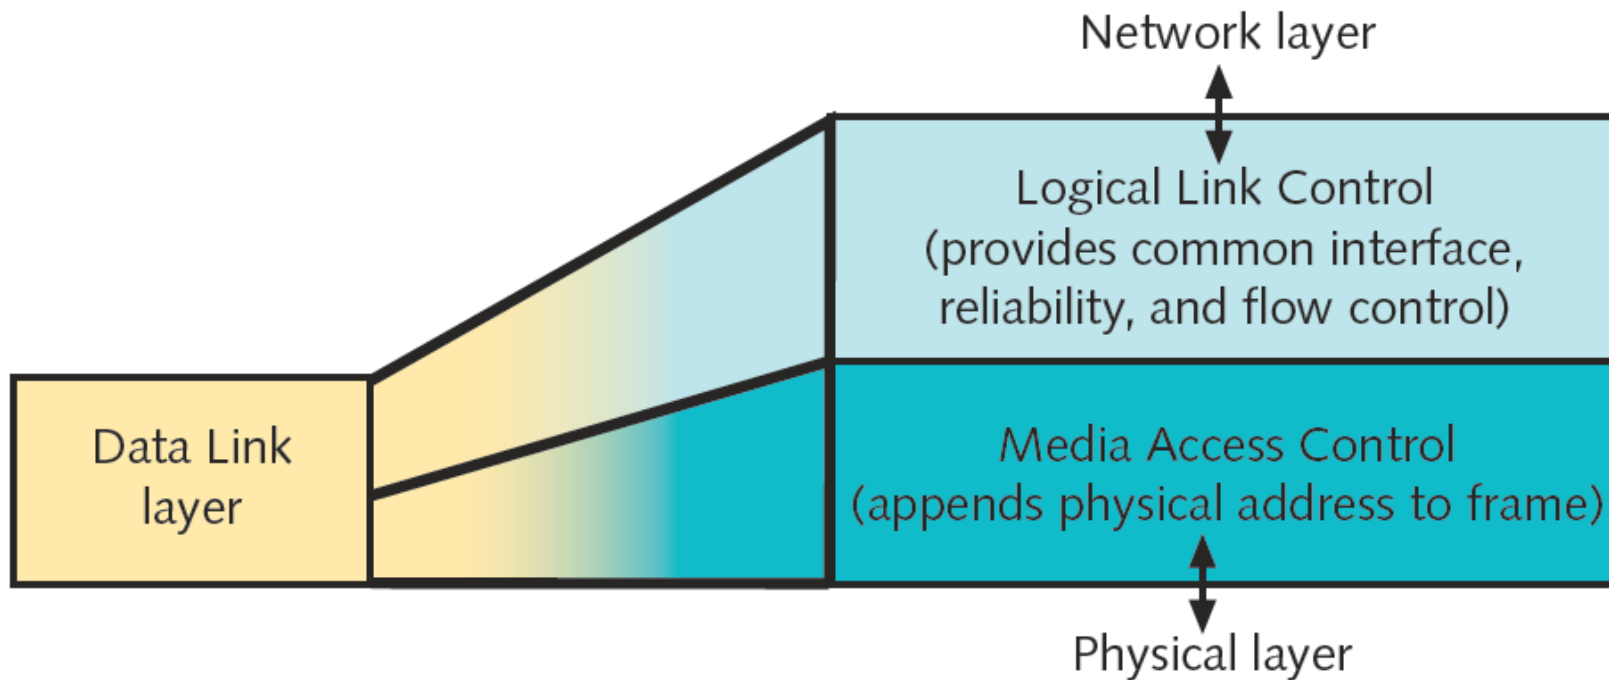 Network layer
Logical Link Control
(provides common interface,
reliability, and flow control)
Data Link
layer
Media Access Control
(appends physical address to frame)
Physical layer